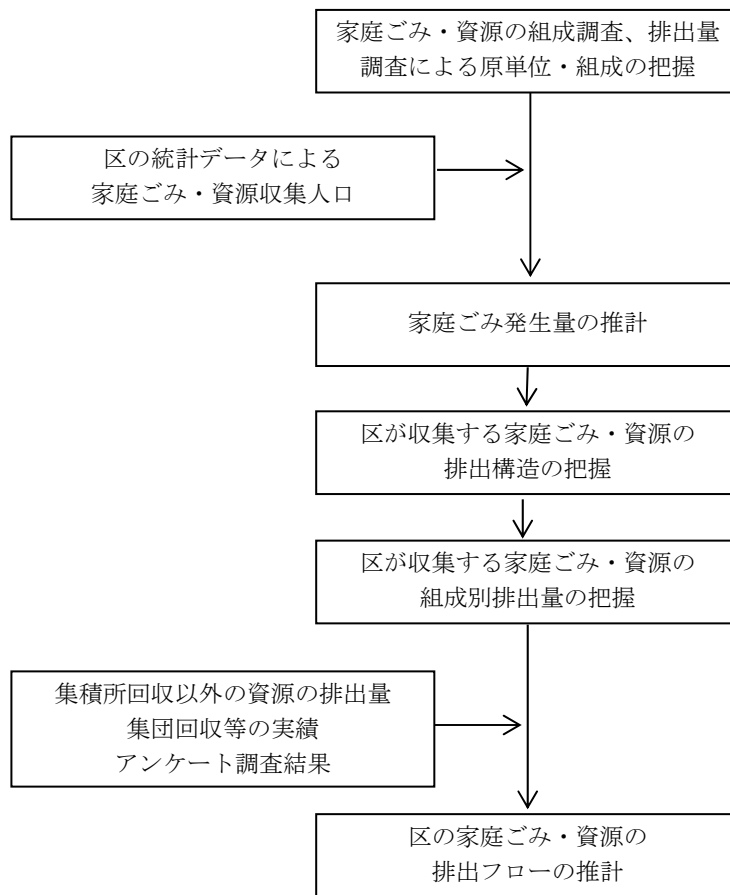 家庭ごみ・資源の組成調査、排出量
調査による原単位・組成の把握
区の統計データによる
家庭ごみ・資源収集人口
家庭ごみ発生量の推計
区が収集する家庭ごみ・資源の
排出構造の把握
区が収集する家庭ごみ・資源の
組成別排出量の把握
集積所回収以外の資源の排出量
集団回収等の実績
アンケート調査結果
区の家庭ごみ・資源の
排出フローの推計